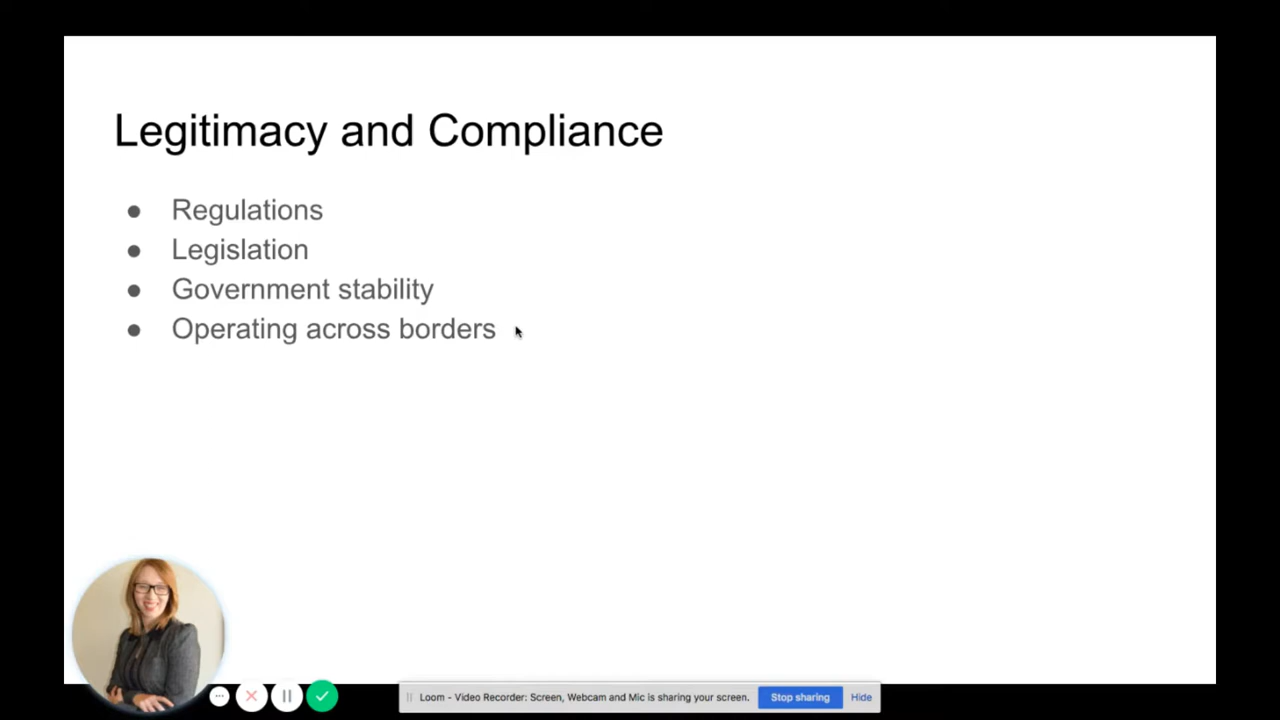 Legitimacy and Compliance
● Regulations
● Legislation
● Government stability
● Operating across borders
Loom - Video Recorder: Screen, Webcam and Mic is sharing your screen. Stop sharing Hide